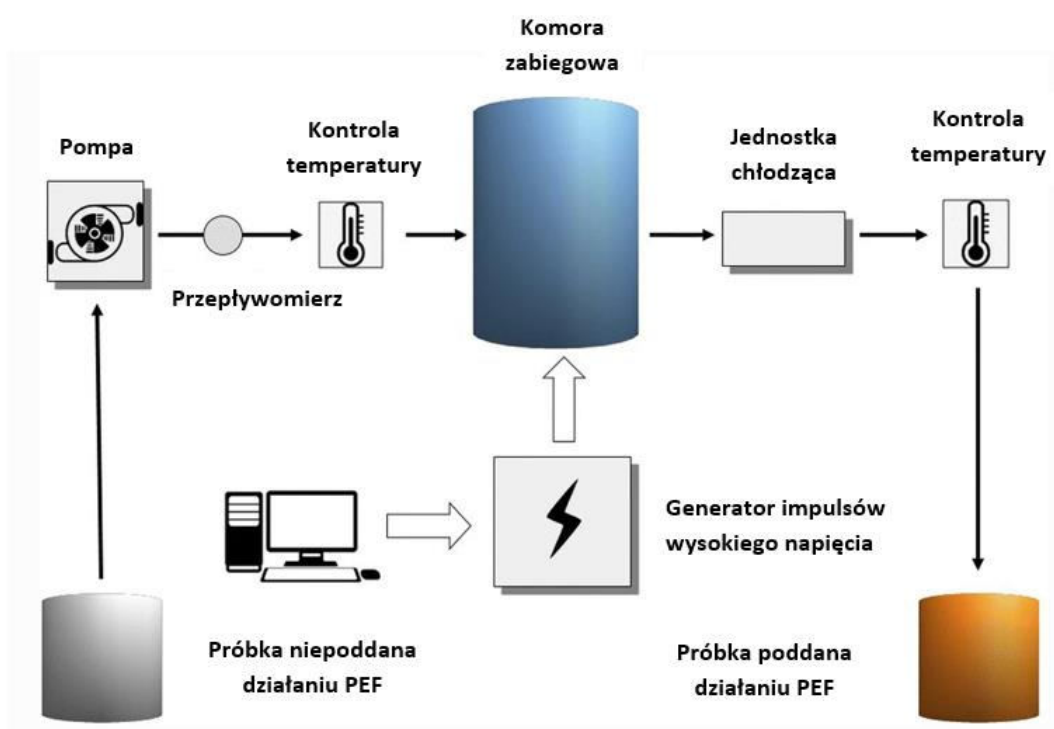 Komora
zabiegowa
Pompa
Kontrola
temperatury
Jednostka
chłodząca
Kontrola
temperatury
Przepływomierz
Generator impulsów
wysokiego napięcia
Próbka niepoddana
działaniu PEF
Próbka poddana
działaniu PEF